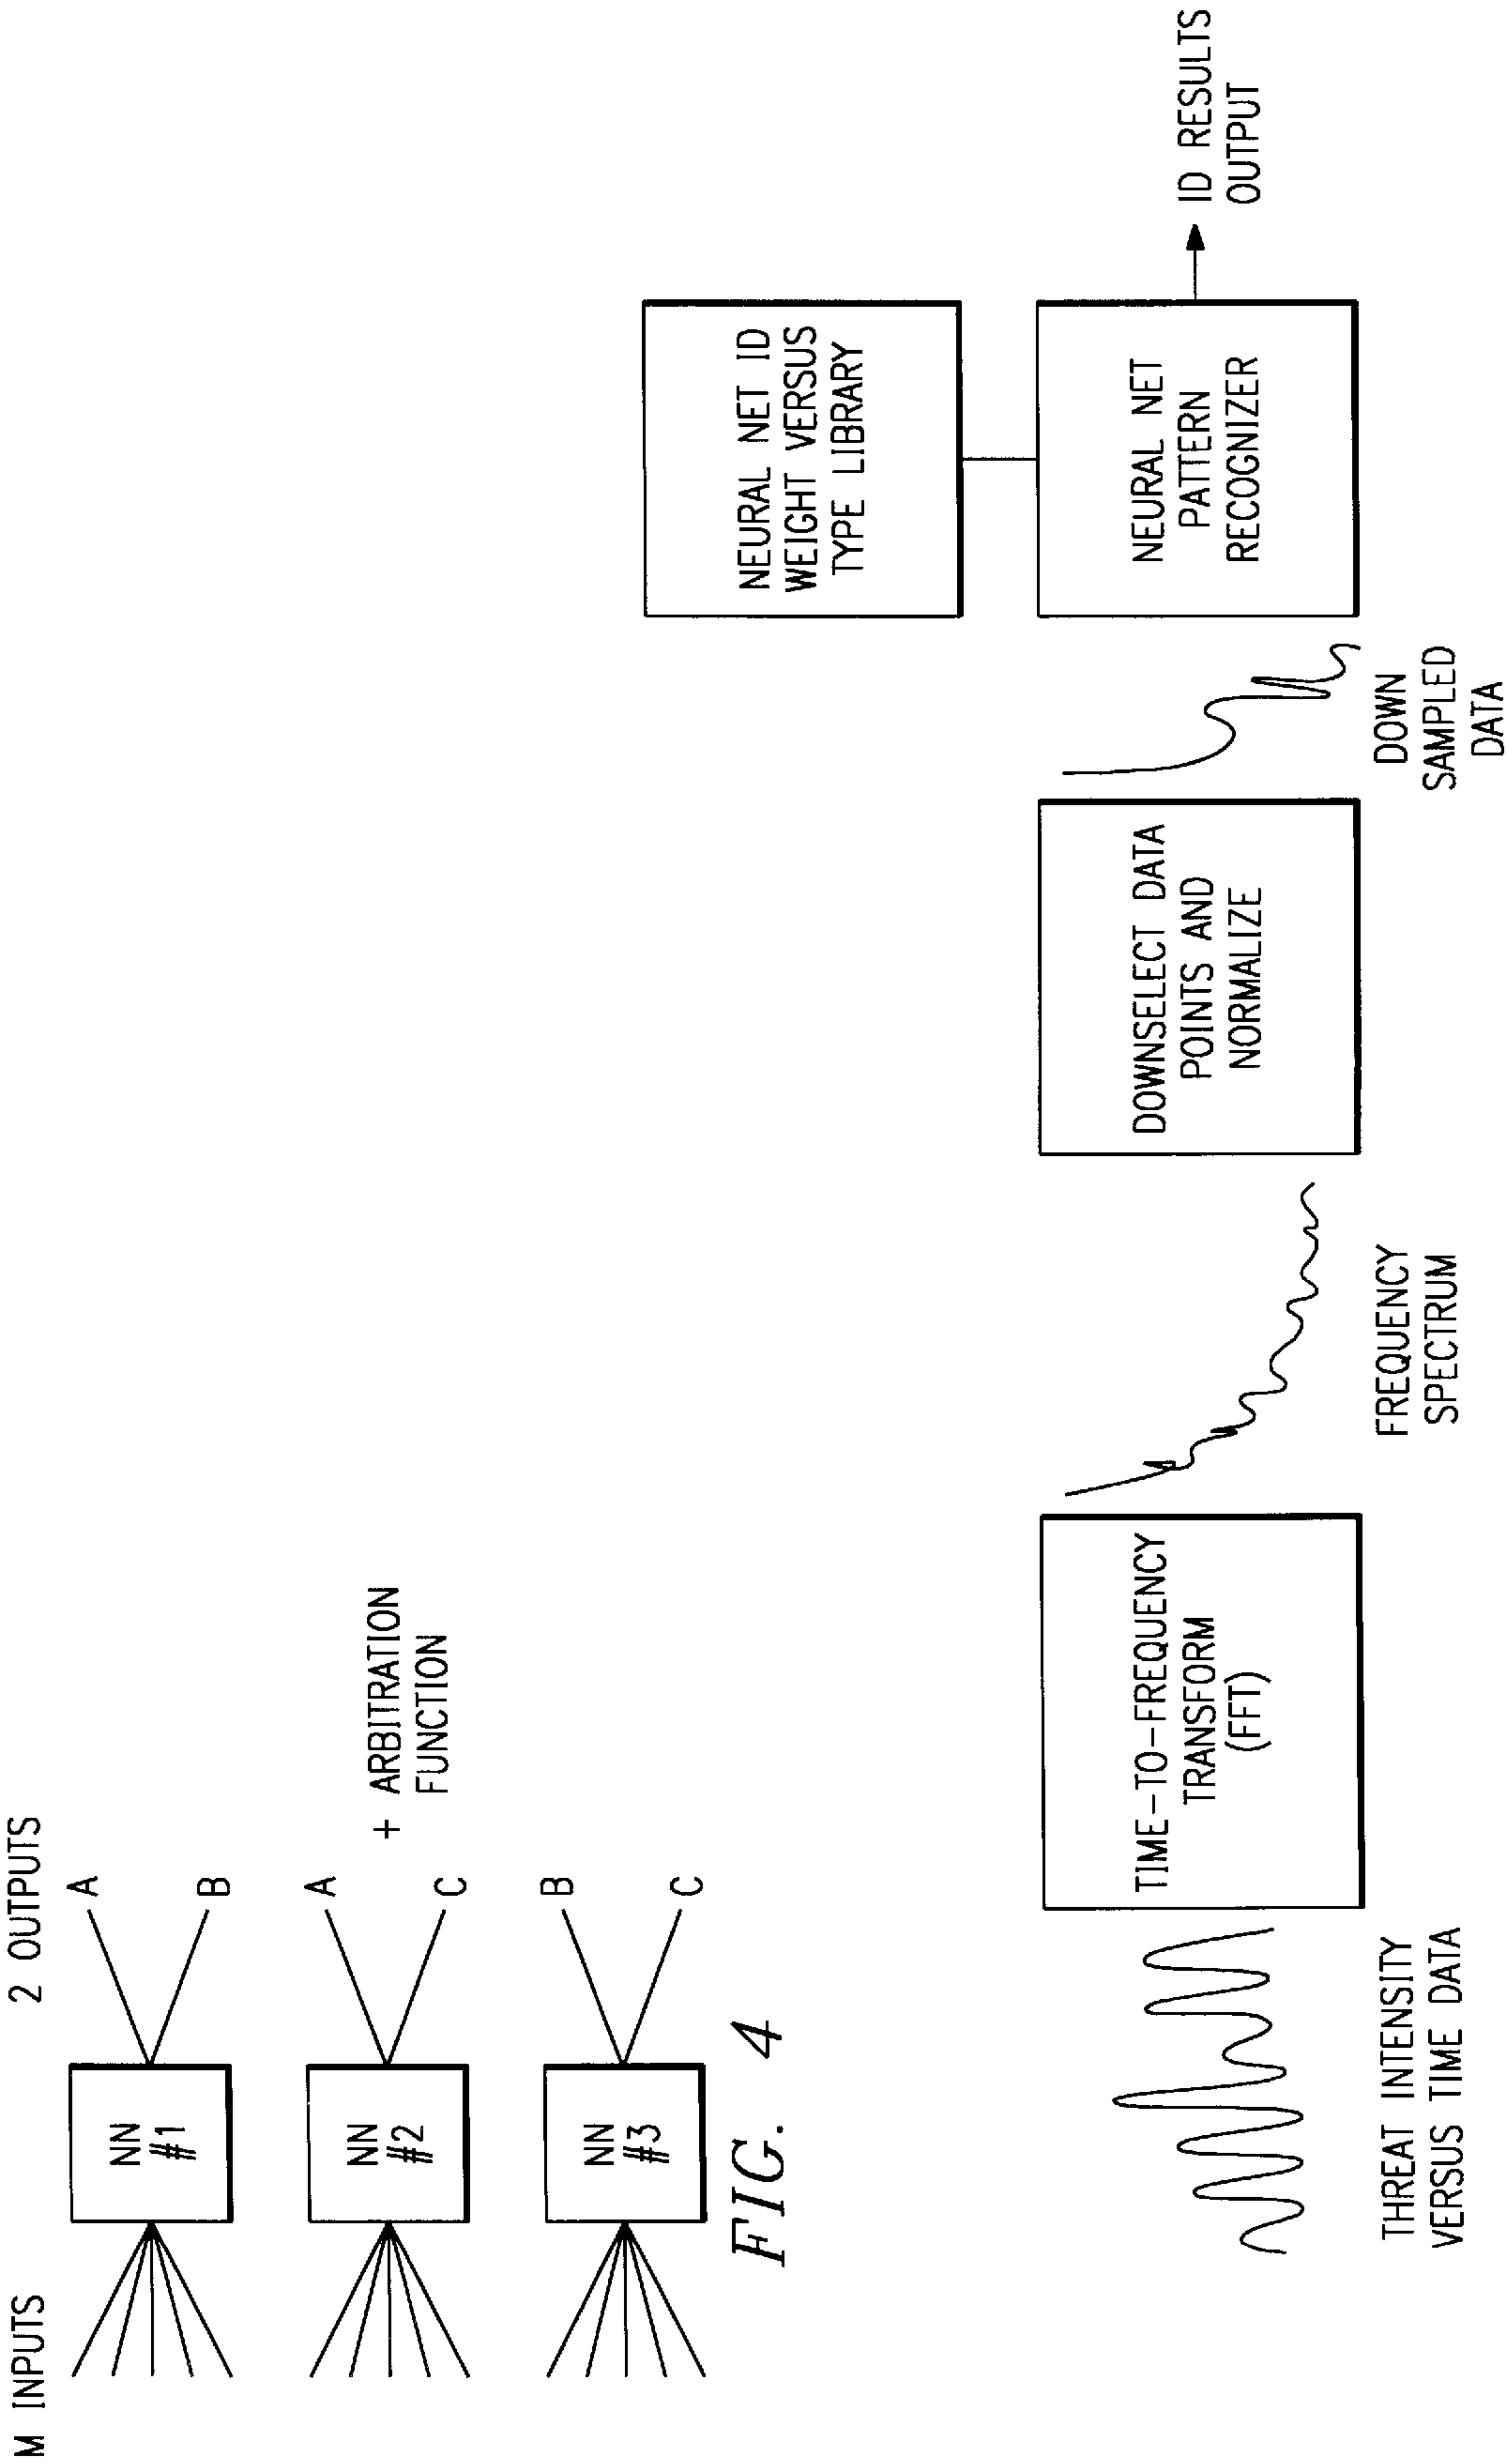 M INPUTS
2 OUTPUTS
NN
#1
A
B
NN
#2
A
C
+ ARBITRATION
FUNCTION
NN
#3
B
C
FIG. 4
THREAT INTENSITY
VERSUS TIME DATA
TIME-TO-FREQUENCY
TRANSFORM
(FFT)
FREQUENCY
SPECTRUM
DOWNSELECT DATA
POINTS AND
NORMALIZE
DOWN
SAMPLED
DATA
NEURAL NET ID
WEIGHT VERSUS
TYPE LIBRARY
NEURAL NET
PATTERN
RECOGNIZER
ID RESULTS
OUTPUT